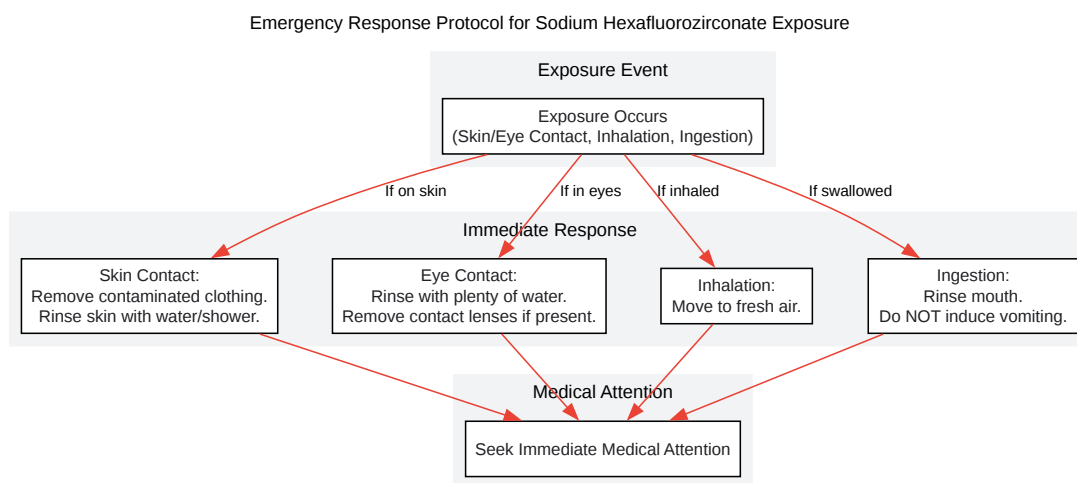 Emergency Response Protocol for Sodium Hexafluorozirconate Exposure
Exposure Event
Exposure Occurs
(Skin/Eye Contact, Inhalation, Ingestion)
If on skin
If in eyes
If inhaled
If swallowed
Immediate Response
Skin Contact:
Remove contaminated clothing.
Rinse skin with water/shower.
Eye Contact:
Rinse with plenty of water.
Remove contact lenses if present.
Inhalation:
Move to fresh air.
Ingestion:
Rinse mouth.
Do NOT induce vomiting.
Medical Attention
Seek Immediate Medical Attention